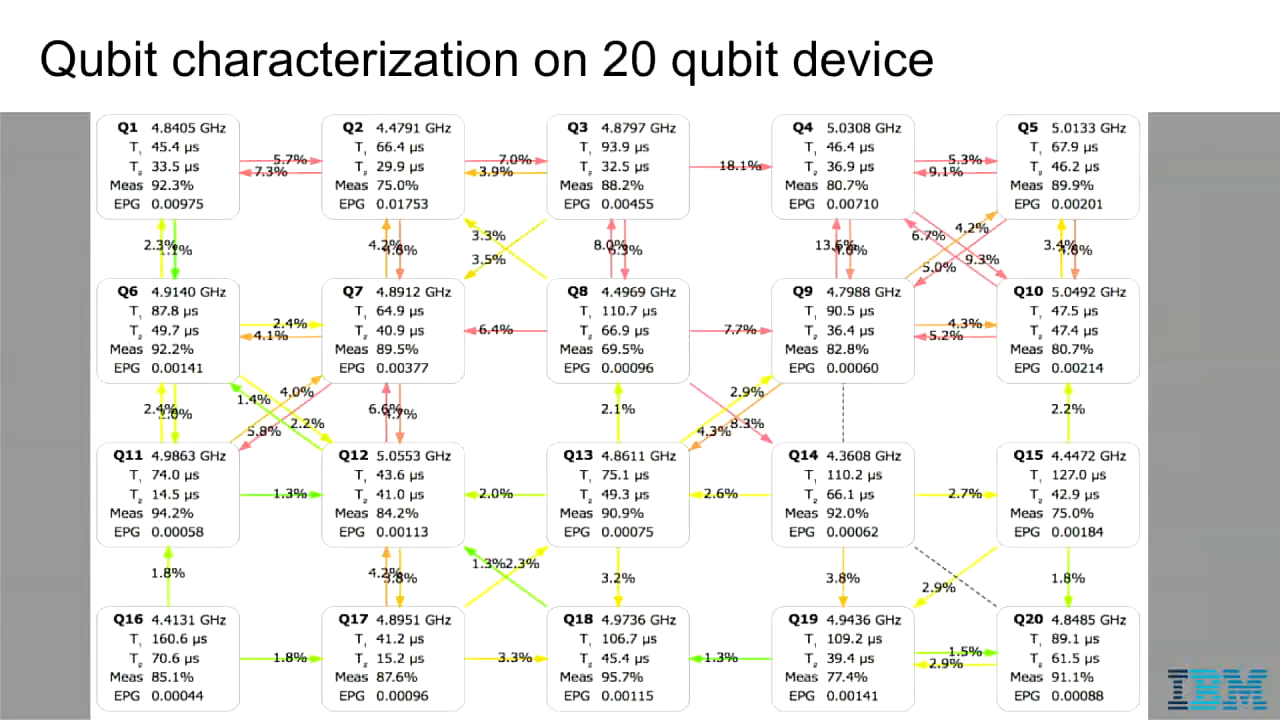 Qubit characterization on 20 qubit device
Q1 4.8405 GHz
T₁ 45.4 µs
T₂ 33.5 µs
Meas 92.3%
EPG 0.00975
5.7%
7.3%
Q2 4.4791 GHz
T₁ 66.4 µs
T₂ 29.9 µs
Meas 75.0%
EPG 0.01753
7.0%
3.9%
Q3 4.8797 GHz
T₁ 93.9 µs
T₂ 32.5 µs
Meas 88.2%
EPG 0.00455
18.1%
Q4 5.0308 GHz
T₁ 46.4 µs
T₂ 36.9 µs
Meas 80.7%
EPG 0.00710
5.3%
9.1%
Q5 5.0133 GHz
T₁ 67.9 µs
T₂ 46.2 µs
Meas 89.9%
EPG 0.00201
2.3%
4.2%
3.3%
3.5%
8.0%
13.6%
6.7%
4.2%
5.0%
9.3%
3.4%
Q6 4.9140 GHz
T₁ 87.8 µs
T₂ 49.7 µs
Meas 92.2%
EPG 0.00141
2.4%
4.1%
Q7 4.8912 GHz
T₁ 64.9 µs
T₂ 40.9 µs
Meas 89.5%
EPG 0.00377
6.4%
Q8 4.4969 GHz
T₁ 110.7 µs
T₂ 66.9 µs
Meas 69.5%
EPG 0.00096
7.7%
Q9 4.7988 GHz
T₁ 90.5 µs
T₂ 36.4 µs
Meas 82.8%
EPG 0.00060
4.3%
5.2%
Q10 5.0492 GHz
T₁ 47.5 µs
T₂ 47.4 µs
Meas 80.7%
EPG 0.00214
2.4%
1.4%
4.0%
5.8%
2.2%
6.6%
2.1%
2.9%
4.3%
8.3%
2.2%
Q11 4.9863 GHz
T₁ 74.0 µs
T₂ 14.5 µs
Meas 94.2%
EPG 0.00058
1.3%
Q12 5.0553 GHz
T₁ 43.6 µs
T₂ 41.0 µs
Meas 84.2%
EPG 0.00113
2.0%
Q13 4.8611 GHz
T₁ 75.1 µs
T₂ 49.3 µs
Meas 90.9%
EPG 0.00075
2.6%
Q14 4.3608 GHz
T₁ 110.2 µs
T₂ 66.1 µs
Meas 92.0%
EPG 0.00062
2.7%
Q15 4.4472 GHz
T₁ 127.0 µs
T₂ 42.9 µs
Meas 75.0%
EPG 0.00184
1.8%
4.2%
3.8%
1.3%
2.3%
3.2%
3.8%
2.9%
1.8%
Q16 4.4131 GHz
T₁ 160.6 µs
T₂ 70.6 µs
Meas 85.1%
EPG 0.00044
1.8%
Q17 4.8951 GHz
T₁ 41.2 µs
T₂ 15.2 µs
Meas 87.6%
EPG 0.00096
3.3%
Q18 4.9736 GHz
T₁ 106.7 µs
T₂ 45.4 µs
Meas 95.7%
EPG 0.00115
1.3%
Q19 4.9436 GHz
T₁ 109.2 µs
T₂ 39.4 µs
Meas 77.4%
EPG 0.00141
1.5%
2.9%
Q20 4.8485 GHz
T₁ 89.1 µs
T₂ 61.5 µs
Meas 91.1%
EPG 0.00088
IBM